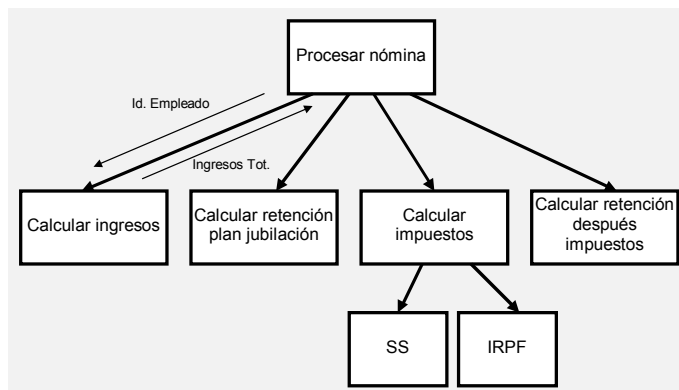 Procesar nómina
Id. Empleado
Ingresos Tot.
Calcular ingresos
Calcular retención
plan jubilación
Calcular
impuestos
Calcular retención
después
impuestos
SS
IRPF